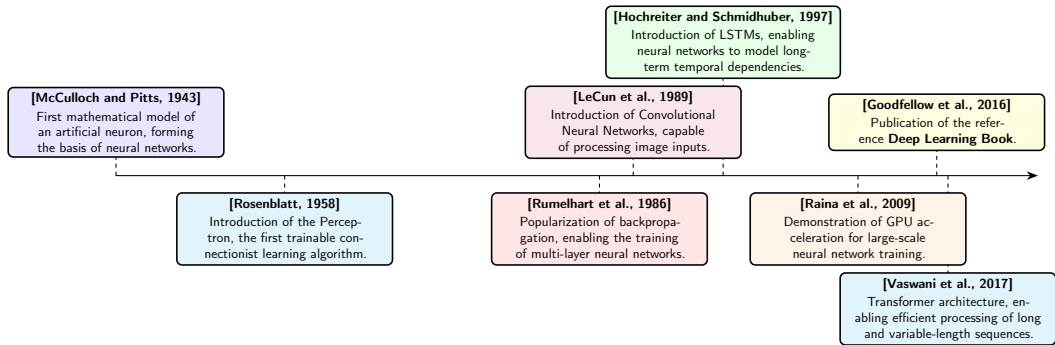 [McCulloch and Pitts, 1943]
First mathematical model of
an artificial neuron, forming
the basis of neural networks.
[Rosenblatt, 1958]
Introduction of the Percep-
tron, the first trainable con-
nectionist learning algorithm.
[Rumelhart et al., 1986]
Popularization of backpropa-
gation, enabling the training
of multi-layer neural networks.
[LeCun et al., 1989]
Introduction of Convolutional
Neural Networks, capable
of processing image inputs.
[Hochreiter and Schmidhuber, 1997]
Introduction of LSTMs, enabling
neural networks to model long-
term temporal dependencies.
[Raina et al., 2009]
Demonstration of GPU ac-
celeration for large-scale
neural network training.
[Goodfellow et al., 2016]
Publication of the refer-
ence Deep Learning Book.
[Vaswani et al., 2017]
Transformer architecture, en-
abling efficient processing of long
and variable-length sequences.